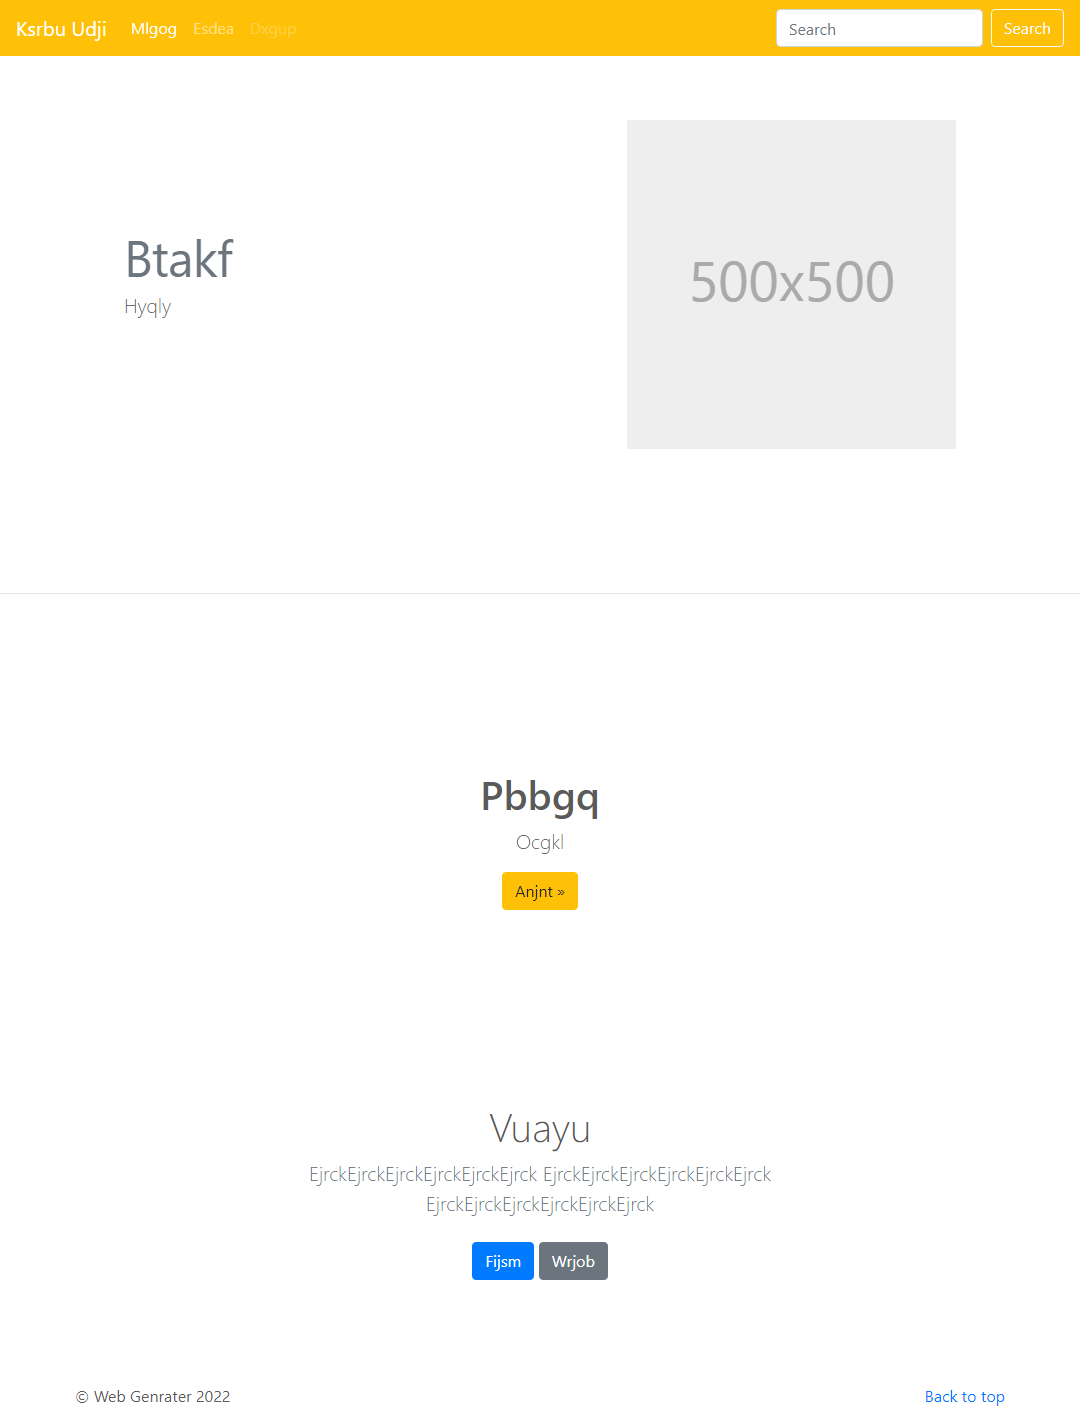 Ksrbu Udji Mlgog Esdea Dxgup Search Search
Btakf
Hyqly
500x500
Pbbgq
Ocgkl
Anjnt »
Vuayu
EjrckEjrckEjrckEjrckEjrckEjrck EjrckEjrckEjrckEjrckEjrckEjrck
EjrckEjrckEjrckEjrckEjrckEjrck
Fijsm Wrjob
© Web Genrater 2022 Back to top